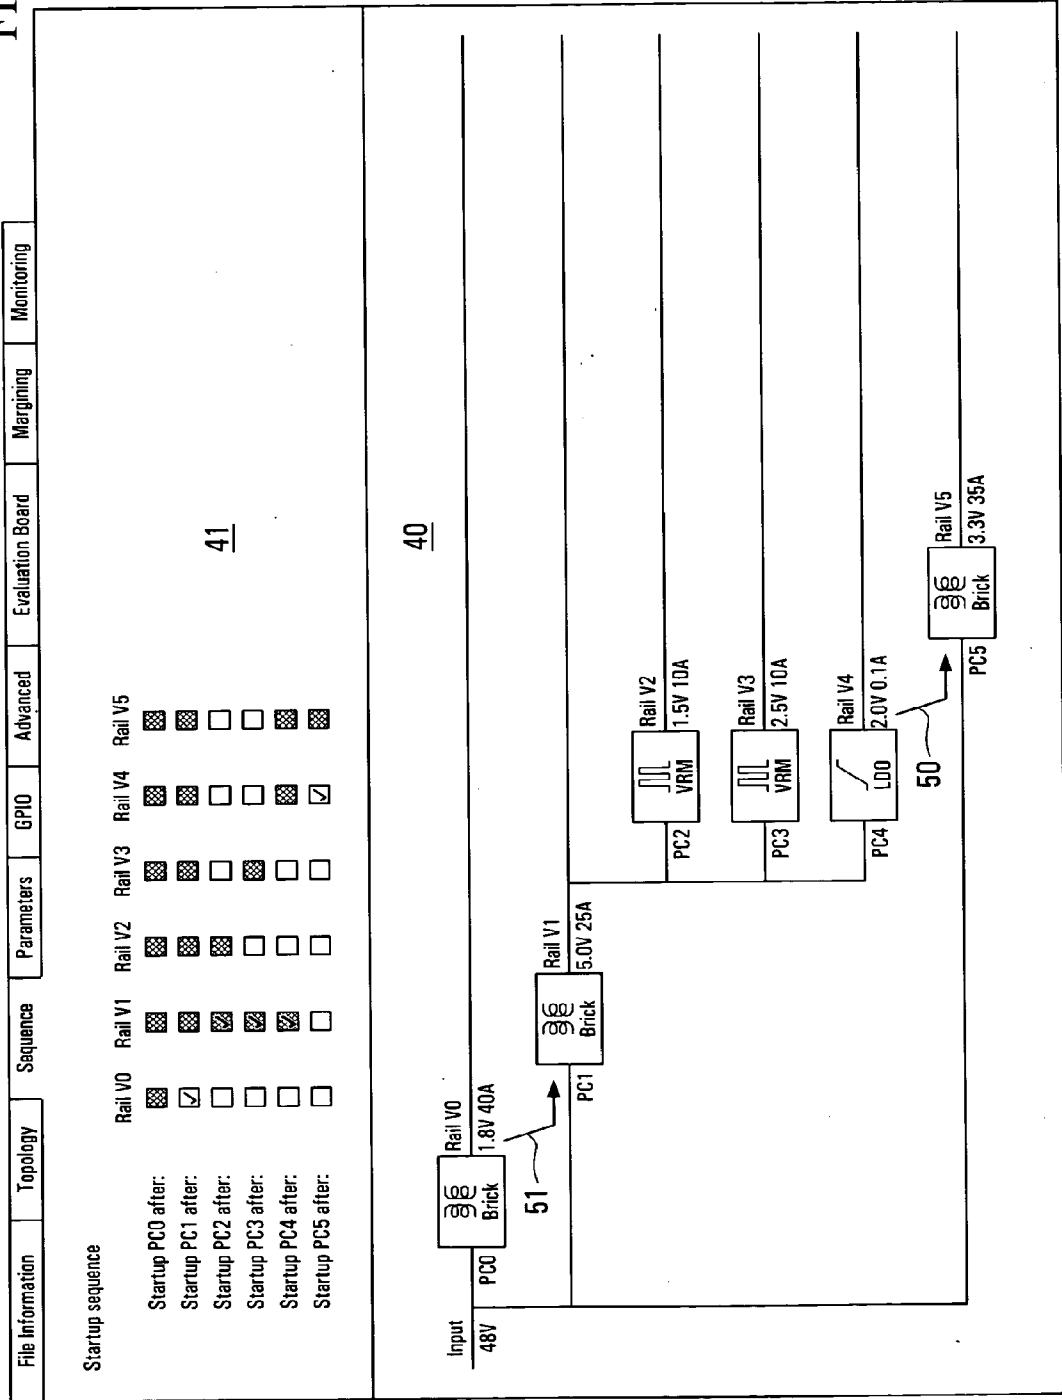 File Information Topology Sequence Parameters GPIO Advanced Evaluation Board Margining Monitoring
Startup sequence
Rail V0 Rail V1 Rail V2 Rail V3 Rail V4 Rail V5
Startup PC0 after:
Startup PC1 after:
Startup PC2 after:
Startup PC3 after:
Startup PC4 after:
Startup PC5 after:
41
40
Input
48V
PC0
Brick
Rail V0
1.8V 40A
51
PC1
Brick
Rail V1
5.0V 25A
PC2
VRM
Rail V2
1.5V 10A
PC3
VRM
Rail V3
2.5V 10A
PC4
LDO
Rail V4
2.0V 0.1A
50
PC5
Brick
Rail V5
3.3V 35A